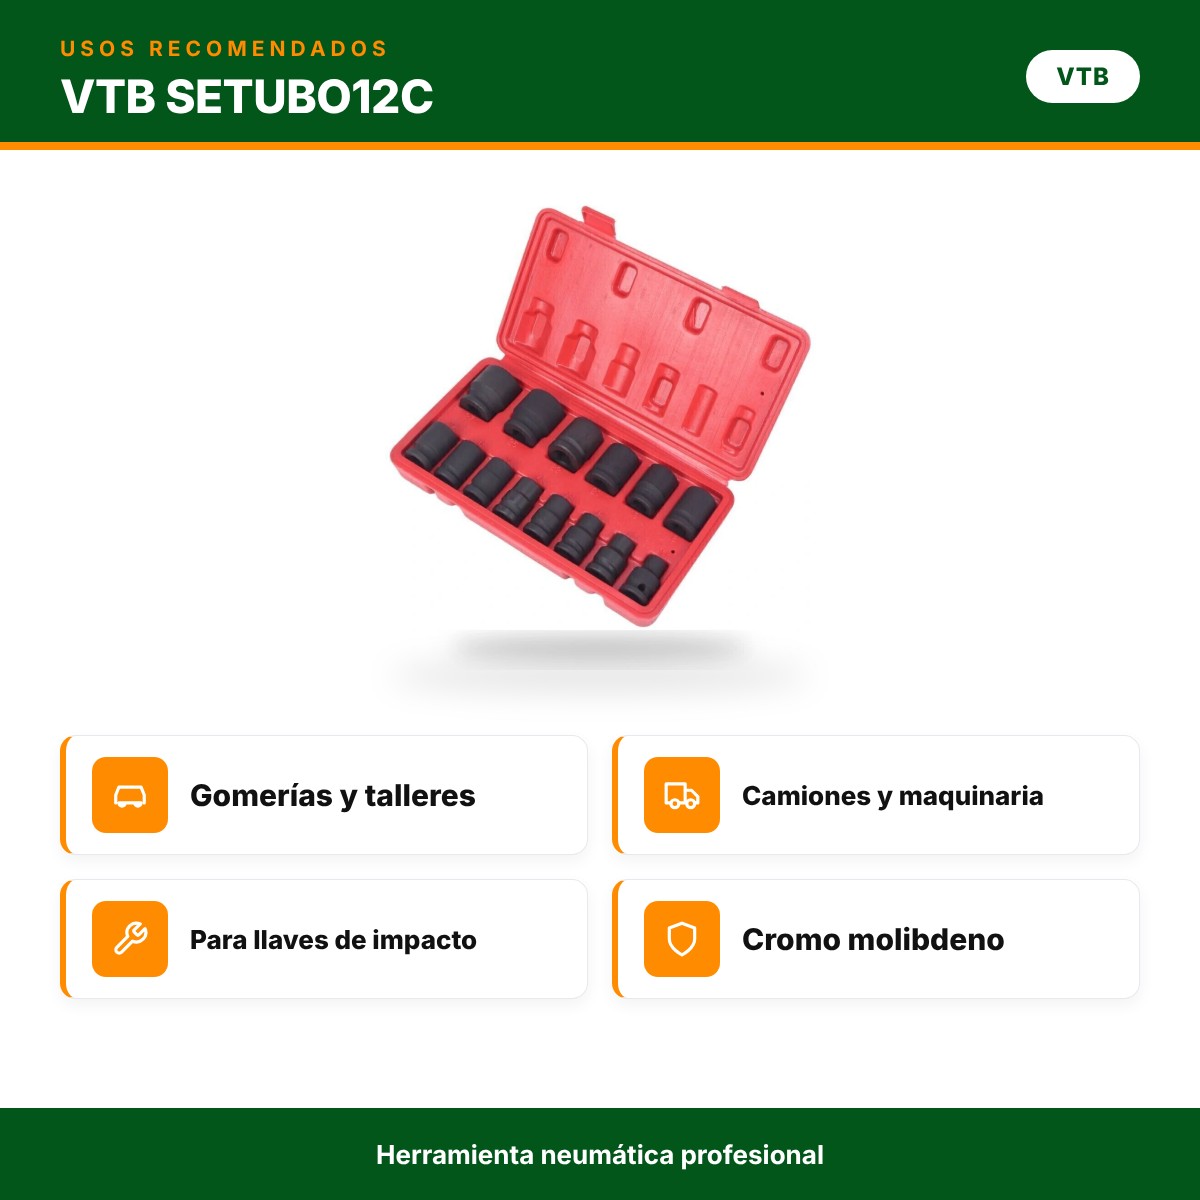 USOS RECOMENDADOS
VTB SETUBO12C
VTB
Gomerías y talleres
Camiones y maquinaria
Para llaves de impacto
Cromo molibdeno
Herramienta neumática profesional